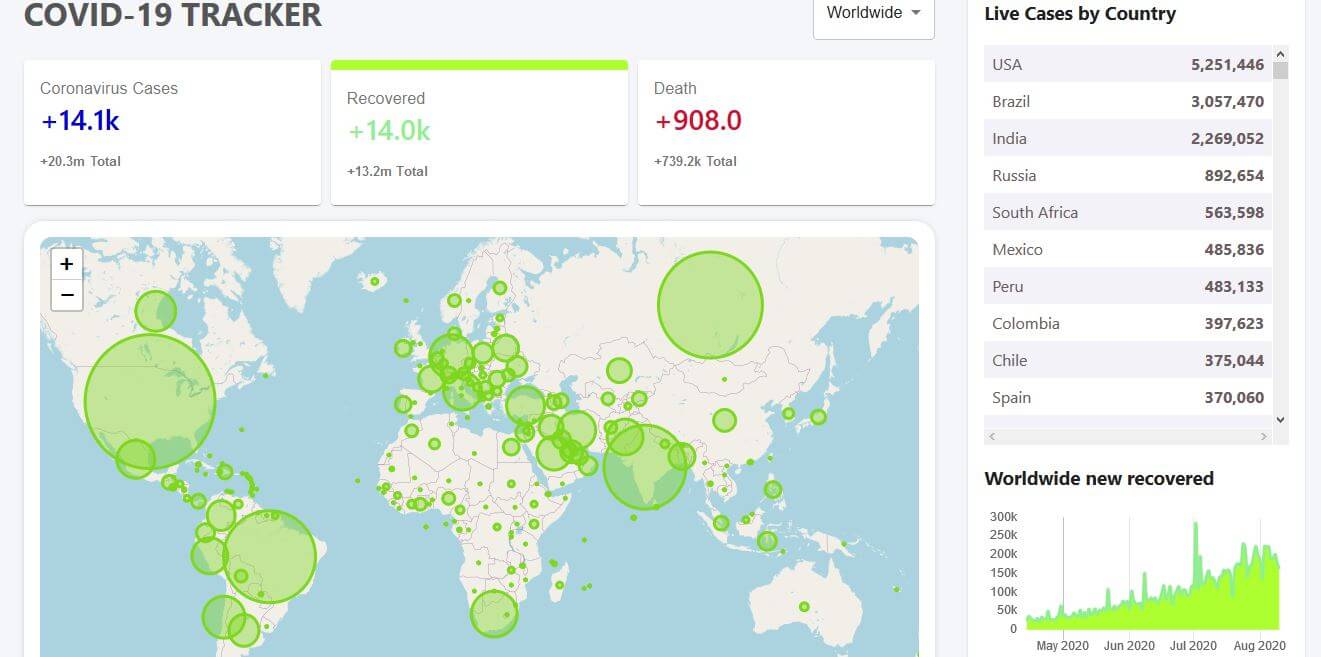 COVID-19 TRACKER
Worldwide
Coronavirus Cases
+14.1k
+20.3m Total
Recovered
+14.0k
+13.2m Total
Death
+908.0
+739.2k Total
+
−
Live Cases by Country
USA 5,251,446
Brazil 3,057,470
India 2,269,052
Russia 892,654
South Africa 563,598
Mexico 485,836
Peru 483,133
Colombia 397,623
Chile 375,044
Spain 370,060
Worldwide new recovered
300k
250k
200k
150k
100k
50k
0
May 2020 Jun 2020 Jul 2020 Aug 2020